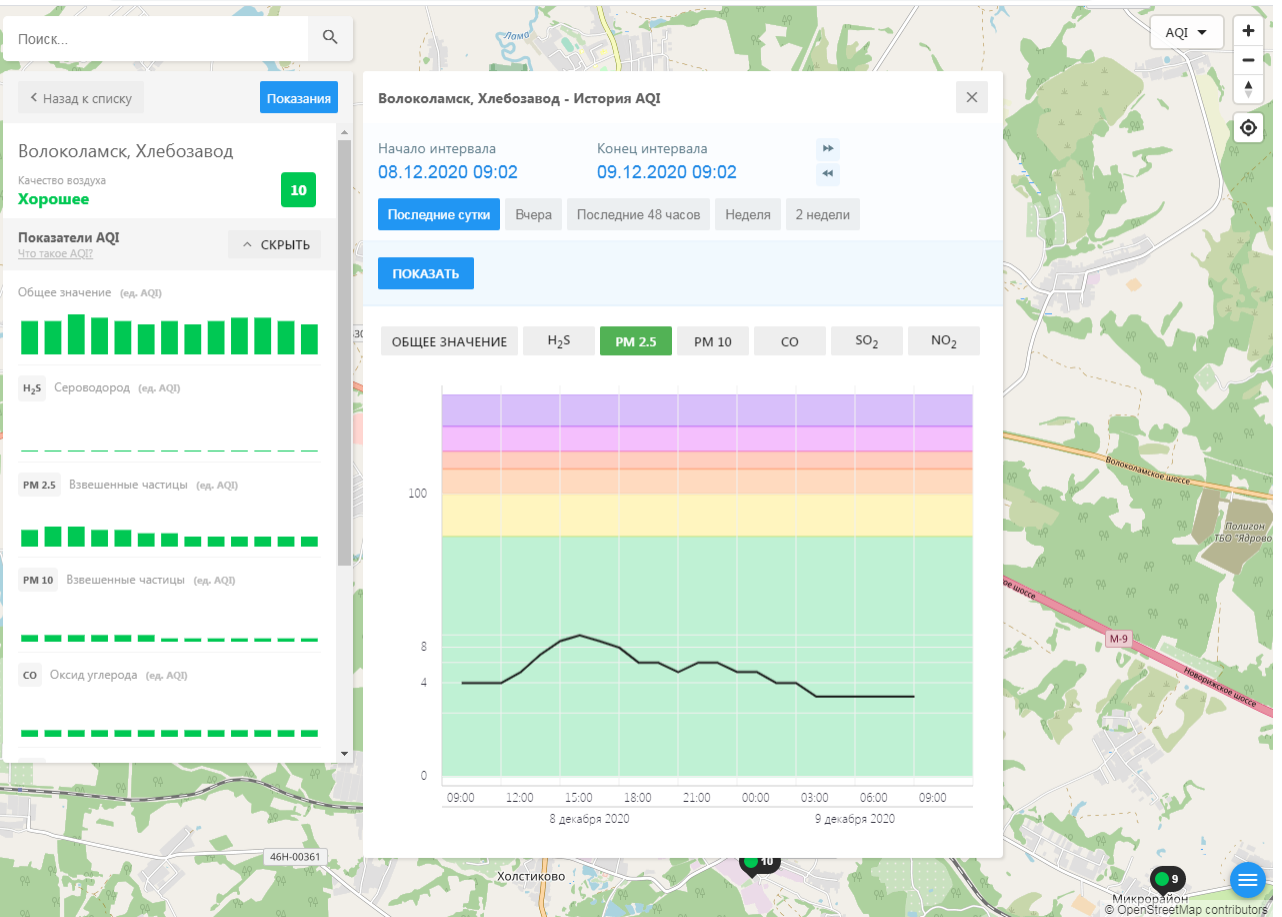 Поиск...
Назад к списку
Показания
Волоколамск, Хлебозавод
Качество воздуха
Хорошее
10
Показатели AQI
Что такое AQI?
СКРЫТЬ
Общее значение (ед. AQI)
H2S Сероводород (ед. AQI)
PM 2.5 Взвешенные частицы (ед. AQI)
PM 10 Взвешенные частицы (ед. AQI)
CO Оксид углерода (ед. AQI)
Волоколамск, Хлебозавод - История AQI
Начало интервала
08.12.2020 09:02
Конец интервала
09.12.2020 09:02
Последние сутки
Вчера
Последние 48 часов
Неделя
2 недели
ПОКАЗАТЬ
ОБЩЕЕ ЗНАЧЕНИЕ
H2S
PM 2.5
PM 10
CO
SO2
NO2
100
8
4
0
09:00 12:00 15:00 18:00 21:00 00:00 03:00 06:00 09:00
8 декабря 2020 9 декабря 2020
AQI
Лама
Волоколамское шоссе
Полигон
ТБО "Ядрово"
кое шоссе
М-9
Новорижское шоссе
46Н-00361
Холстиково
10
9
Микрорайон
© OpenStreetMap contributors